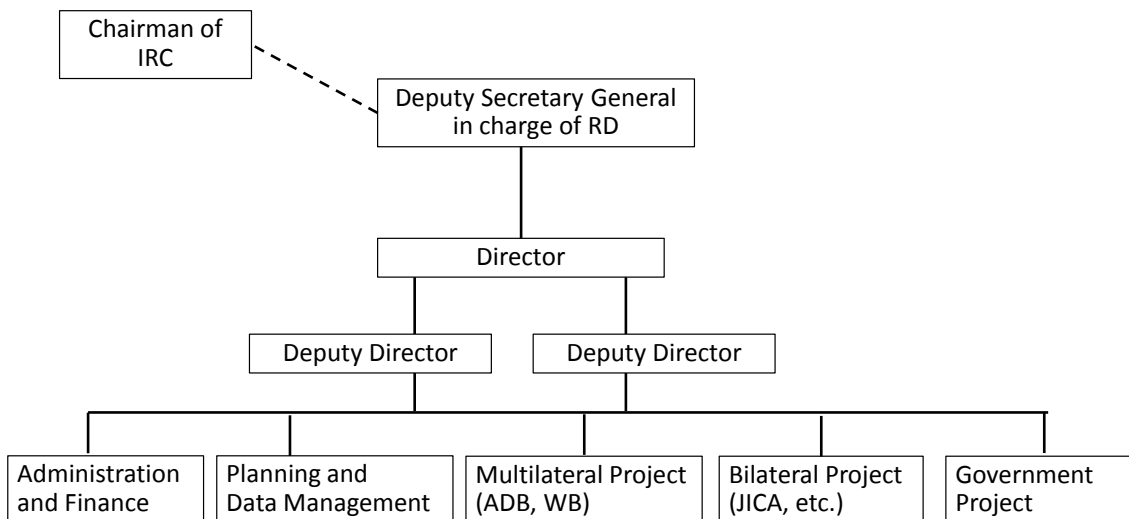 Chairman of
IRC
Deputy Secretary General
in charge of RD
Director
Deputy Director
Deputy Director
Administration
and Finance
Planning and
Data Management
Multilateral Project
(ADB, WB)
Bilateral Project
(JICA, etc.)
Government
Project